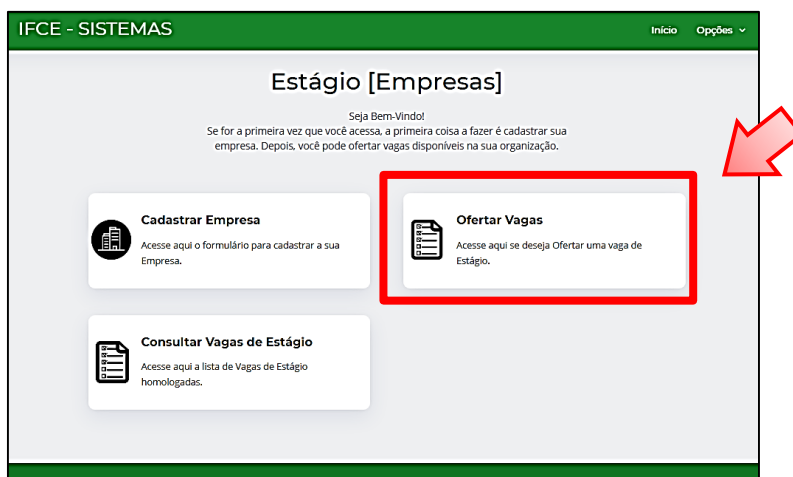 IFCE - SISTEMAS
Início Opções
Estágio [Empresas]
Seja Bem-Vindo!
Se for a primeira vez que você acessa, a primeira coisa a fazer é cadastrar sua
empresa. Depois, você pode ofertar vagas disponíveis na sua organização.
Cadastrar Empresa
Acesse aqui o formulário para cadastrar a sua
Empresa.
Ofertar Vagas
Acesse aqui se deseja Ofertar uma vaga de
Estágio.
Consultar Vagas de Estágio
Acesse aqui a lista de Vagas de Estágio
homologadas.